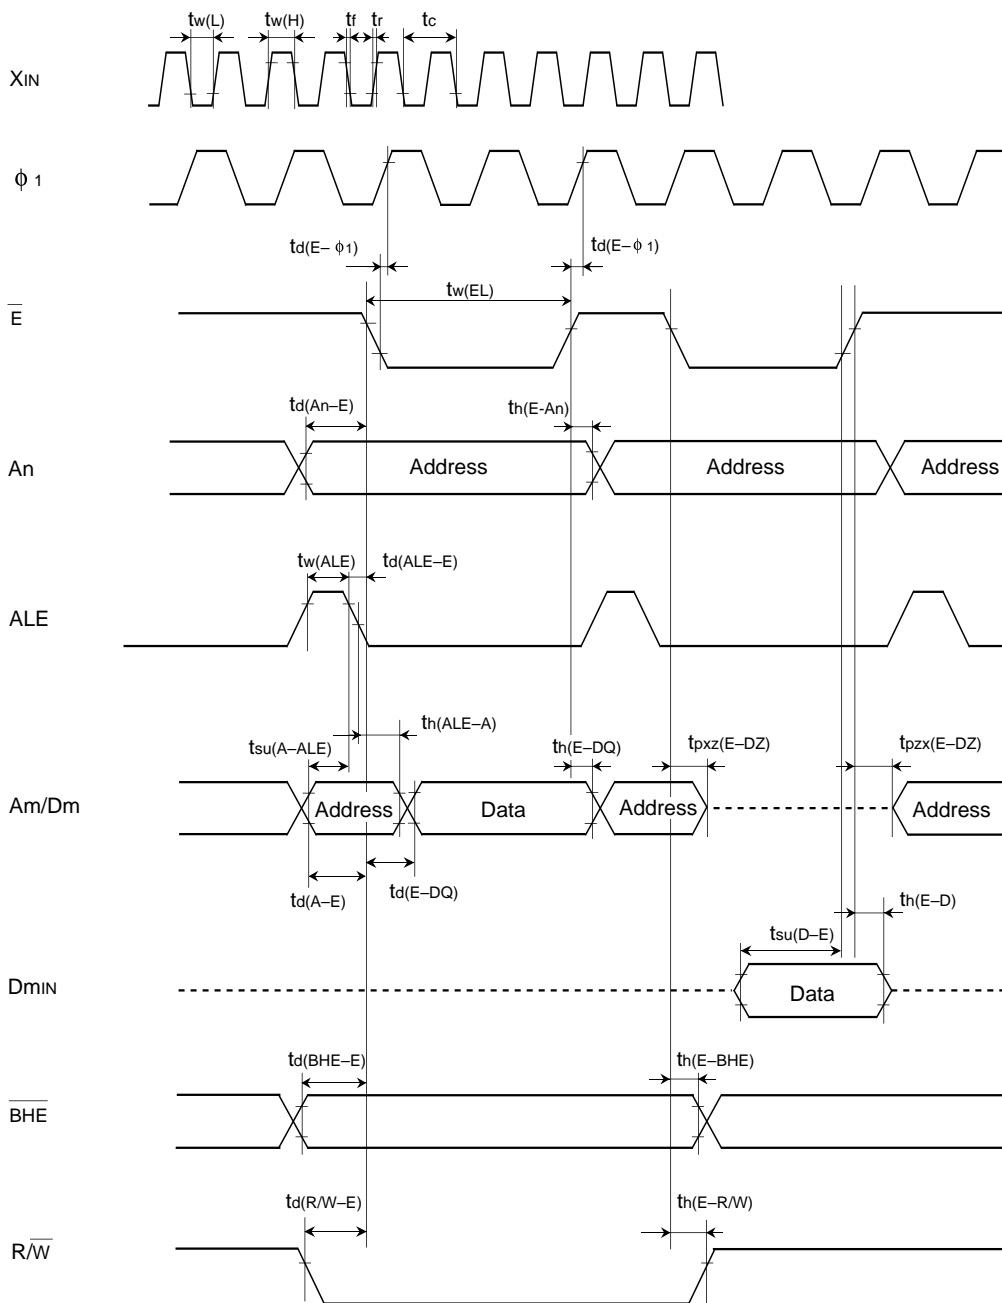 tw(L) tw(H) tf tr tc
XIN
ϕ 1
td(E– ϕ1) td(E–ϕ 1)
tw(EL)
E
td(An–E) th(E-An)
An Address Address Address
tw(ALE) td(ALE–E)
ALE
th(ALE–A)
tsu(A–ALE) th(E–DQ) tpxz(E–DZ) tpzx(E–DZ)
Am/Dm Address Data Address Address
td(A–E) td(E–DQ)
th(E–D)
tsu(D–E)
DmIN Data
td(BHE–E) th(E–BHE)
BHE
td(R/W–E) th(E–R/W)
R/W